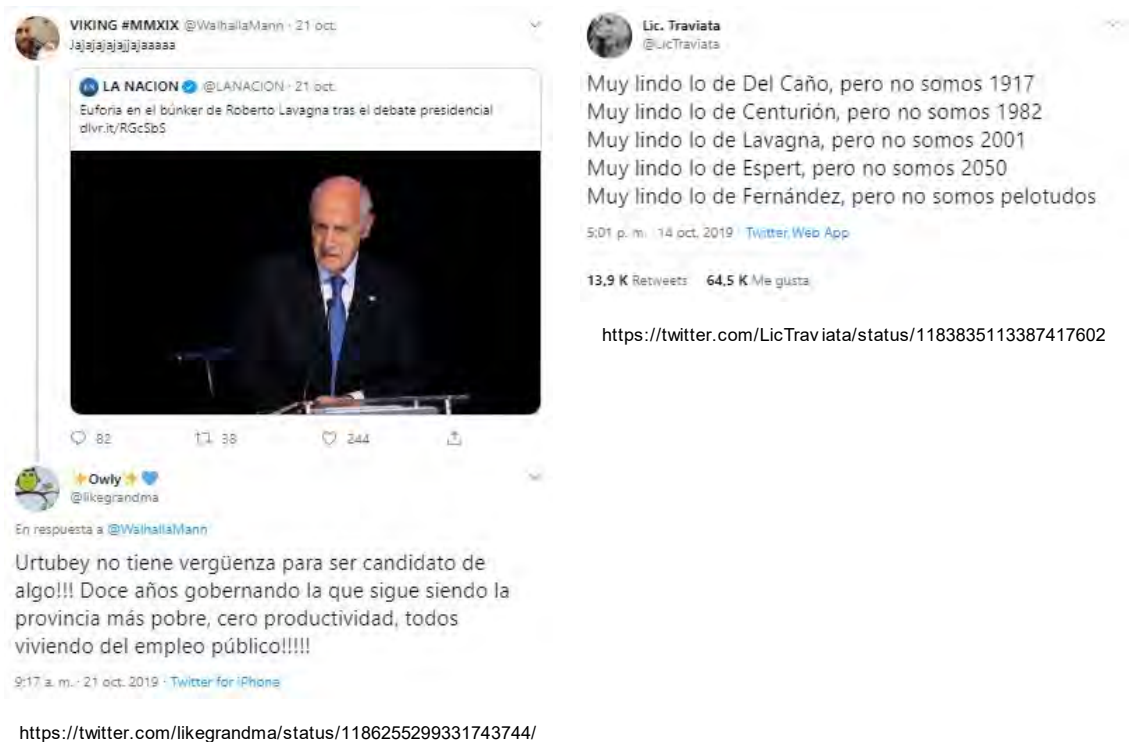 VIKING #MMXIX @WalhallaMann · 21 oct.
Jajajajajjajaaaaa
LA NACION @LANACION · 21 oct.
Euforia en el búnker de Roberto Lavagna tras el debate presidencial
dlvr.it/RGcSbS
82 38 244
Owly
@likegrandma
En respuesta a @WalhallaMann
Urtubey no tiene vergüenza para ser candidato de
algo!!! Doce años gobernando la que sigue siendo la
provincia más pobre, cero productividad, todos
viviendo del empleo público!!!!!
9:17 a. m. · 21 oct. 2019 · Twitter for iPhone
https://twitter.com/likegrandma/status/1186255299331743744/
Lic. Traviata
@LicTraviata
Muy lindo lo de Del Caño, pero no somos 1917
Muy lindo lo de Centurión, pero no somos 1982
Muy lindo lo de Lavagna, pero no somos 2001
Muy lindo lo de Espert, pero no somos 2050
Muy lindo lo de Fernández, pero no somos pelotudos
5:01 p. m. · 14 oct. 2019 · Twitter Web App
13,9 K Retweets 64,5 K Me gusta
https://twitter.com/LicTraviata/status/1183835113387417602